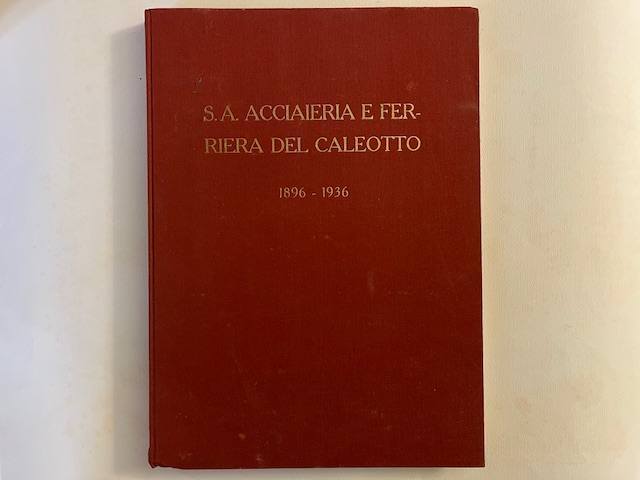 S. A. ACCIAIERIA E FER-
RIERA DEL CALEOTTO
1896 - 1936